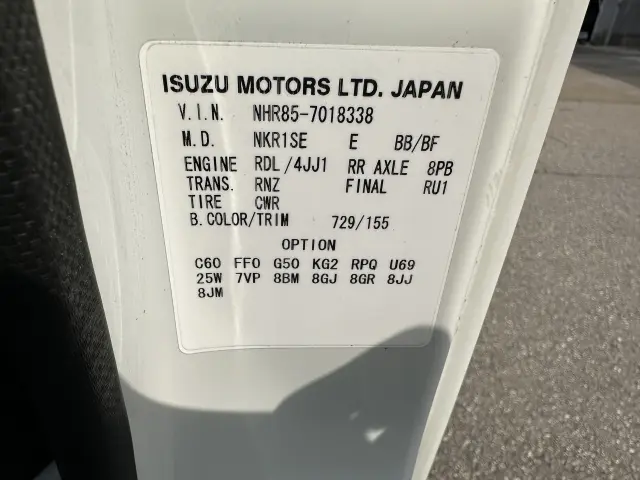 ISUZU MOTORS LTD. JAPAN
V.I.N. NHR85-7018338
M.D. NKR1SE E BB/BF
ENGINE RDL/4JJ1 RR AXLE 8PB
TRANS. RNZ FINAL RU1
TIRE CWR
B.COLOR/TRIM 729/155
OPTION
C60 FF0 G50 KG2 RPQ U69
25W 7VP 8BM 8GJ 8GR 8JJ
8JM